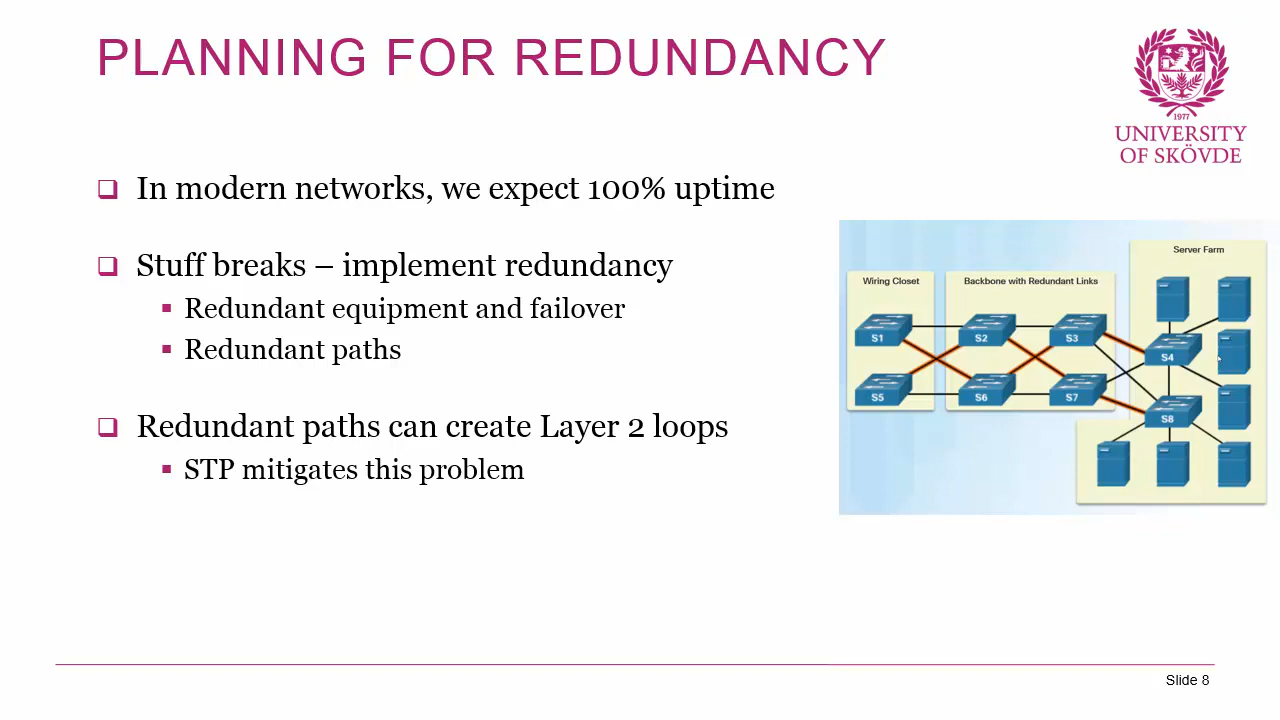 PLANNING FOR REDUNDANCY
1977
UNIVERSITY
OF SKÖVDE
In modern networks, we expect 100% uptime
Stuff breaks – implement redundancy
Redundant equipment and failover
Redundant paths
Redundant paths can create Layer 2 loops
STP mitigates this problem
Server Farm
Wiring Closet
Backbone with Redundant Links
S1
S2
S3
S4
S5
S6
S7
S8
Slide 8